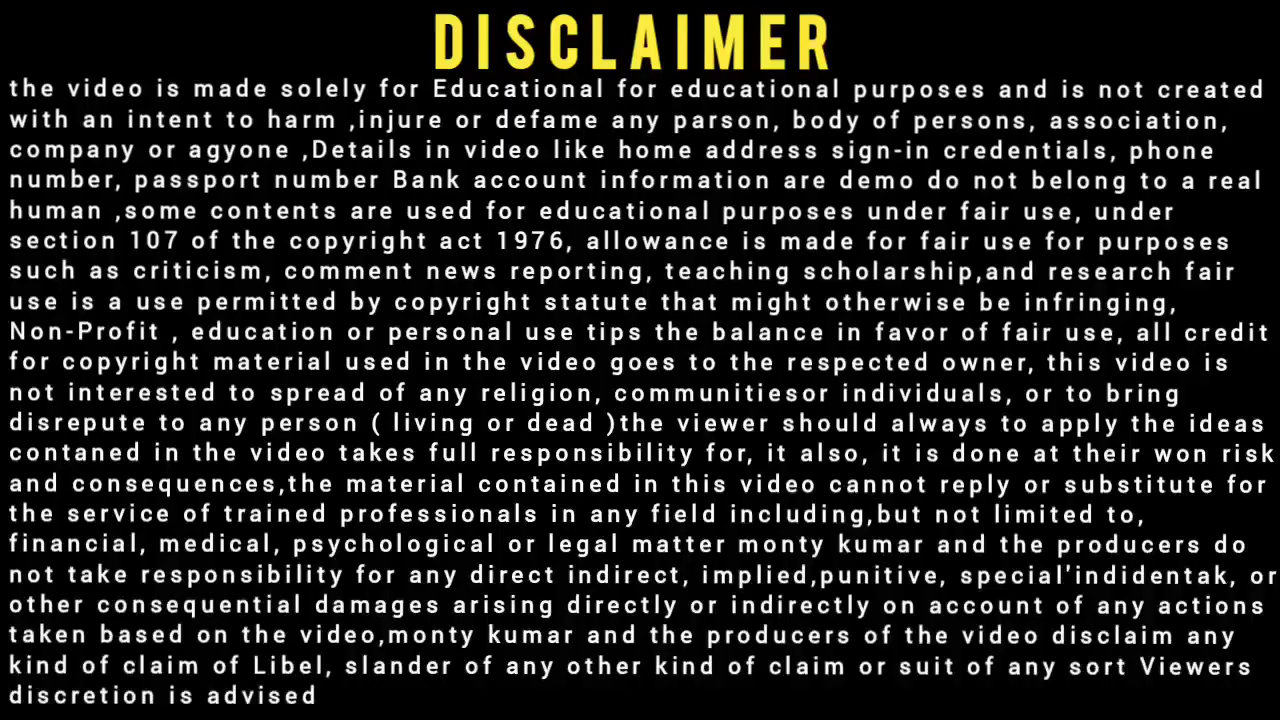 DISCLAIMER
the video is made solely for Educational for educational purposes and is not created
with an intent to harm ,injure or defame any parson, body of persons, association,
company or agyone ,Details in video like home address sign-in credentials, phone
number, passport number Bank account information are demo do not belong to a real
human ,some contents are used for educational purposes under fair use, under
section 107 of the copyright act 1976, allowance is made for fair use for purposes
such as criticism, comment news reporting, teaching scholarship,and research fair
use is a use permitted by copyright statute that might otherwise be infringing,
Non-Profit , education or personal use tips the balance in favor of fair use, all credit
for copyright material used in the video goes to the respected owner, this video is
not interested to spread of any religion, communitiesor individuals, or to bring
disrepute to any person ( living or dead )the viewer should always to apply the ideas
contaned in the video takes full responsibility for, it also, it is done at their won risk
and consequences,the material contained in this video cannot reply or substitute for
the service of trained professionals in any field including,but not limited to,
financial, medical, psychological or legal matter monty kumar and the producers do
not take responsibility for any direct indirect, implied,punitive, special'indidentak, or
other consequential damages arising directly or indirectly on account of any actions
taken based on the video,monty kumar and the producers of the video disclaim any
kind of claim of Libel, slander of any other kind of claim or suit of any sort Viewers
discretion is advised